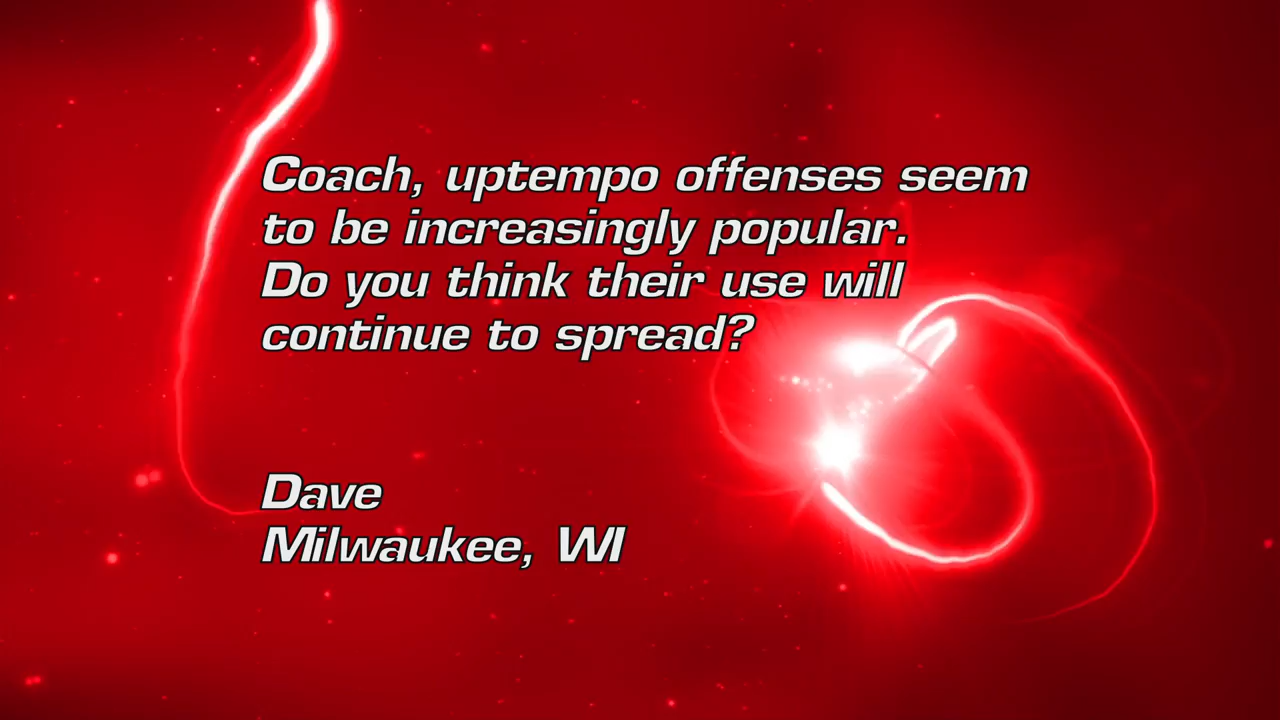 Coach, uptempo offenses seem
to be increasingly popular.
Do you think their use will
continue to spread?
Dave
Milwaukee, WI